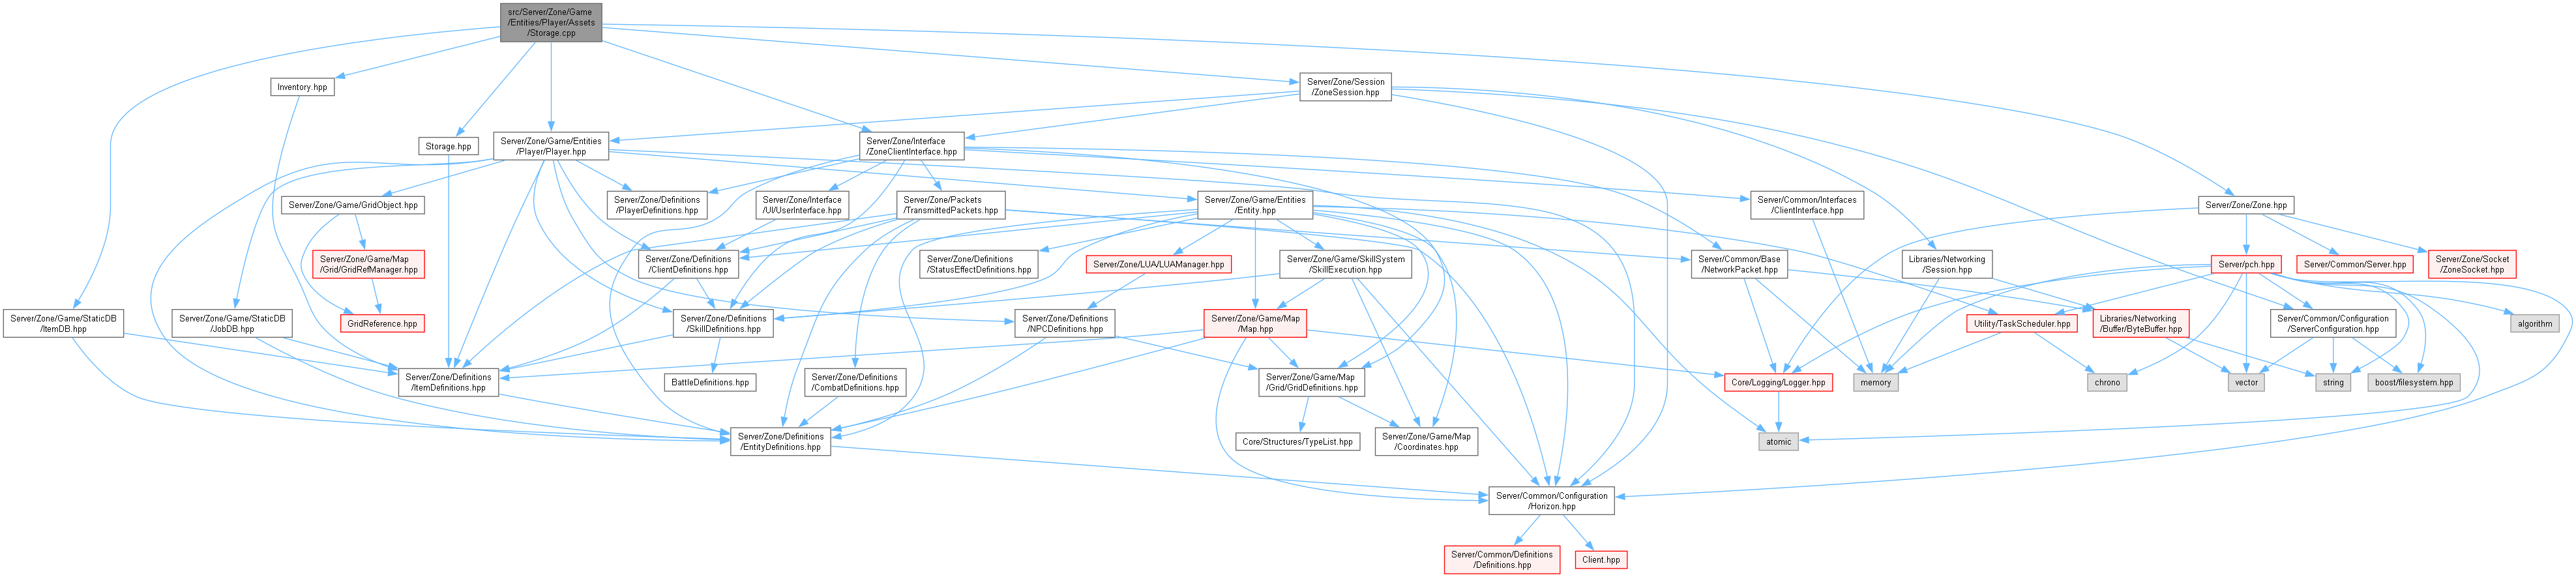 src/Server/Zone/Game
/Entities/Player/Assets
/Storage.cpp
Inventory.hpp
Server/Zone/Session
/ZoneSession.hpp
Storage.hpp
Server/Zone/Game/Entities
/Player/Player.hpp
Server/Zone/Interface
/ZoneClientInterface.hpp
Server/Zone/Game/GridObject.hpp
Server/Zone/Definitions
/PlayerDefinitions.hpp
Server/Zone/Interface
/UI/UserInterface.hpp
Server/Zone/Packets
/TransmittedPackets.hpp
Server/Zone/Game/Entities
/Entity.hpp
Server/Common/Interfaces
/ClientInterface.hpp
Server/Zone/Zone.hpp
Server/Zone/Game/Map
/Grid/GridRefManager.hpp
Server/Zone/Definitions
/ClientDefinitions.hpp
Server/Zone/Definitions
/StatusEffectDefinitions.hpp
Server/Zone/LUA/LUAManager.hpp
Server/Zone/Game/SkillSystem
/SkillExecution.hpp
Server/Common/Base
/NetworkPacket.hpp
Libraries/Networking
/Session.hpp
Server/pch.hpp
Server/Common/Server.hpp
Server/Zone/Socket
/ZoneSocket.hpp
Server/Zone/Game/StaticDB
/ItemDB.hpp
Server/Zone/Game/StaticDB
/JobDB.hpp
GridReference.hpp
Server/Zone/Definitions
/SkillDefinitions.hpp
Server/Zone/Definitions
/NPCDefinitions.hpp
Server/Zone/Game/Map
/Map.hpp
Utility/TaskScheduler.hpp
Libraries/Networking
/Buffer/ByteBuffer.hpp
Server/Common/Configuration
/ServerConfiguration.hpp
algorithm
Server/Zone/Definitions
/ItemDefinitions.hpp
BattleDefinitions.hpp
Server/Zone/Definitions
/CombatDefinitions.hpp
Server/Zone/Game/Map
/Grid/GridDefinitions.hpp
Core/Logging/Logger.hpp
memory
chrono
vector
string
boost/filesystem.hpp
Server/Zone/Definitions
/EntityDefinitions.hpp
Core/Structures/TypeList.hpp
Server/Zone/Game/Map
/Coordinates.hpp
atomic
Server/Common/Configuration
/Horizon.hpp
Server/Common/Definitions
/Definitions.hpp
Client.hpp